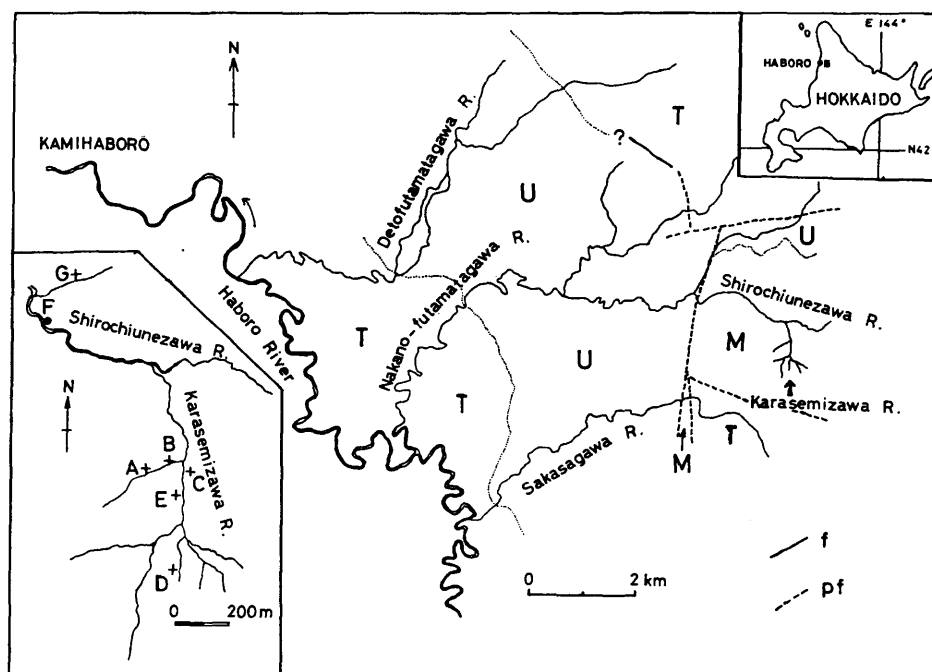 N
KAMIHABORO
Detofutamatagawa R.
T
?
U
E 144°
HABORO
HOKKAIDO
N42
U
Nakano-futamatagawa R.
Haboro River
T
Shirochiunezawa R.
M
U
T
Karasemizawa R.
Sakasagawa R.
T
M
0 2 km
f
pf
G
F
Shirochiunezawa R.
N
Karasemizawa R.
B
A
C
E
D
0 200m